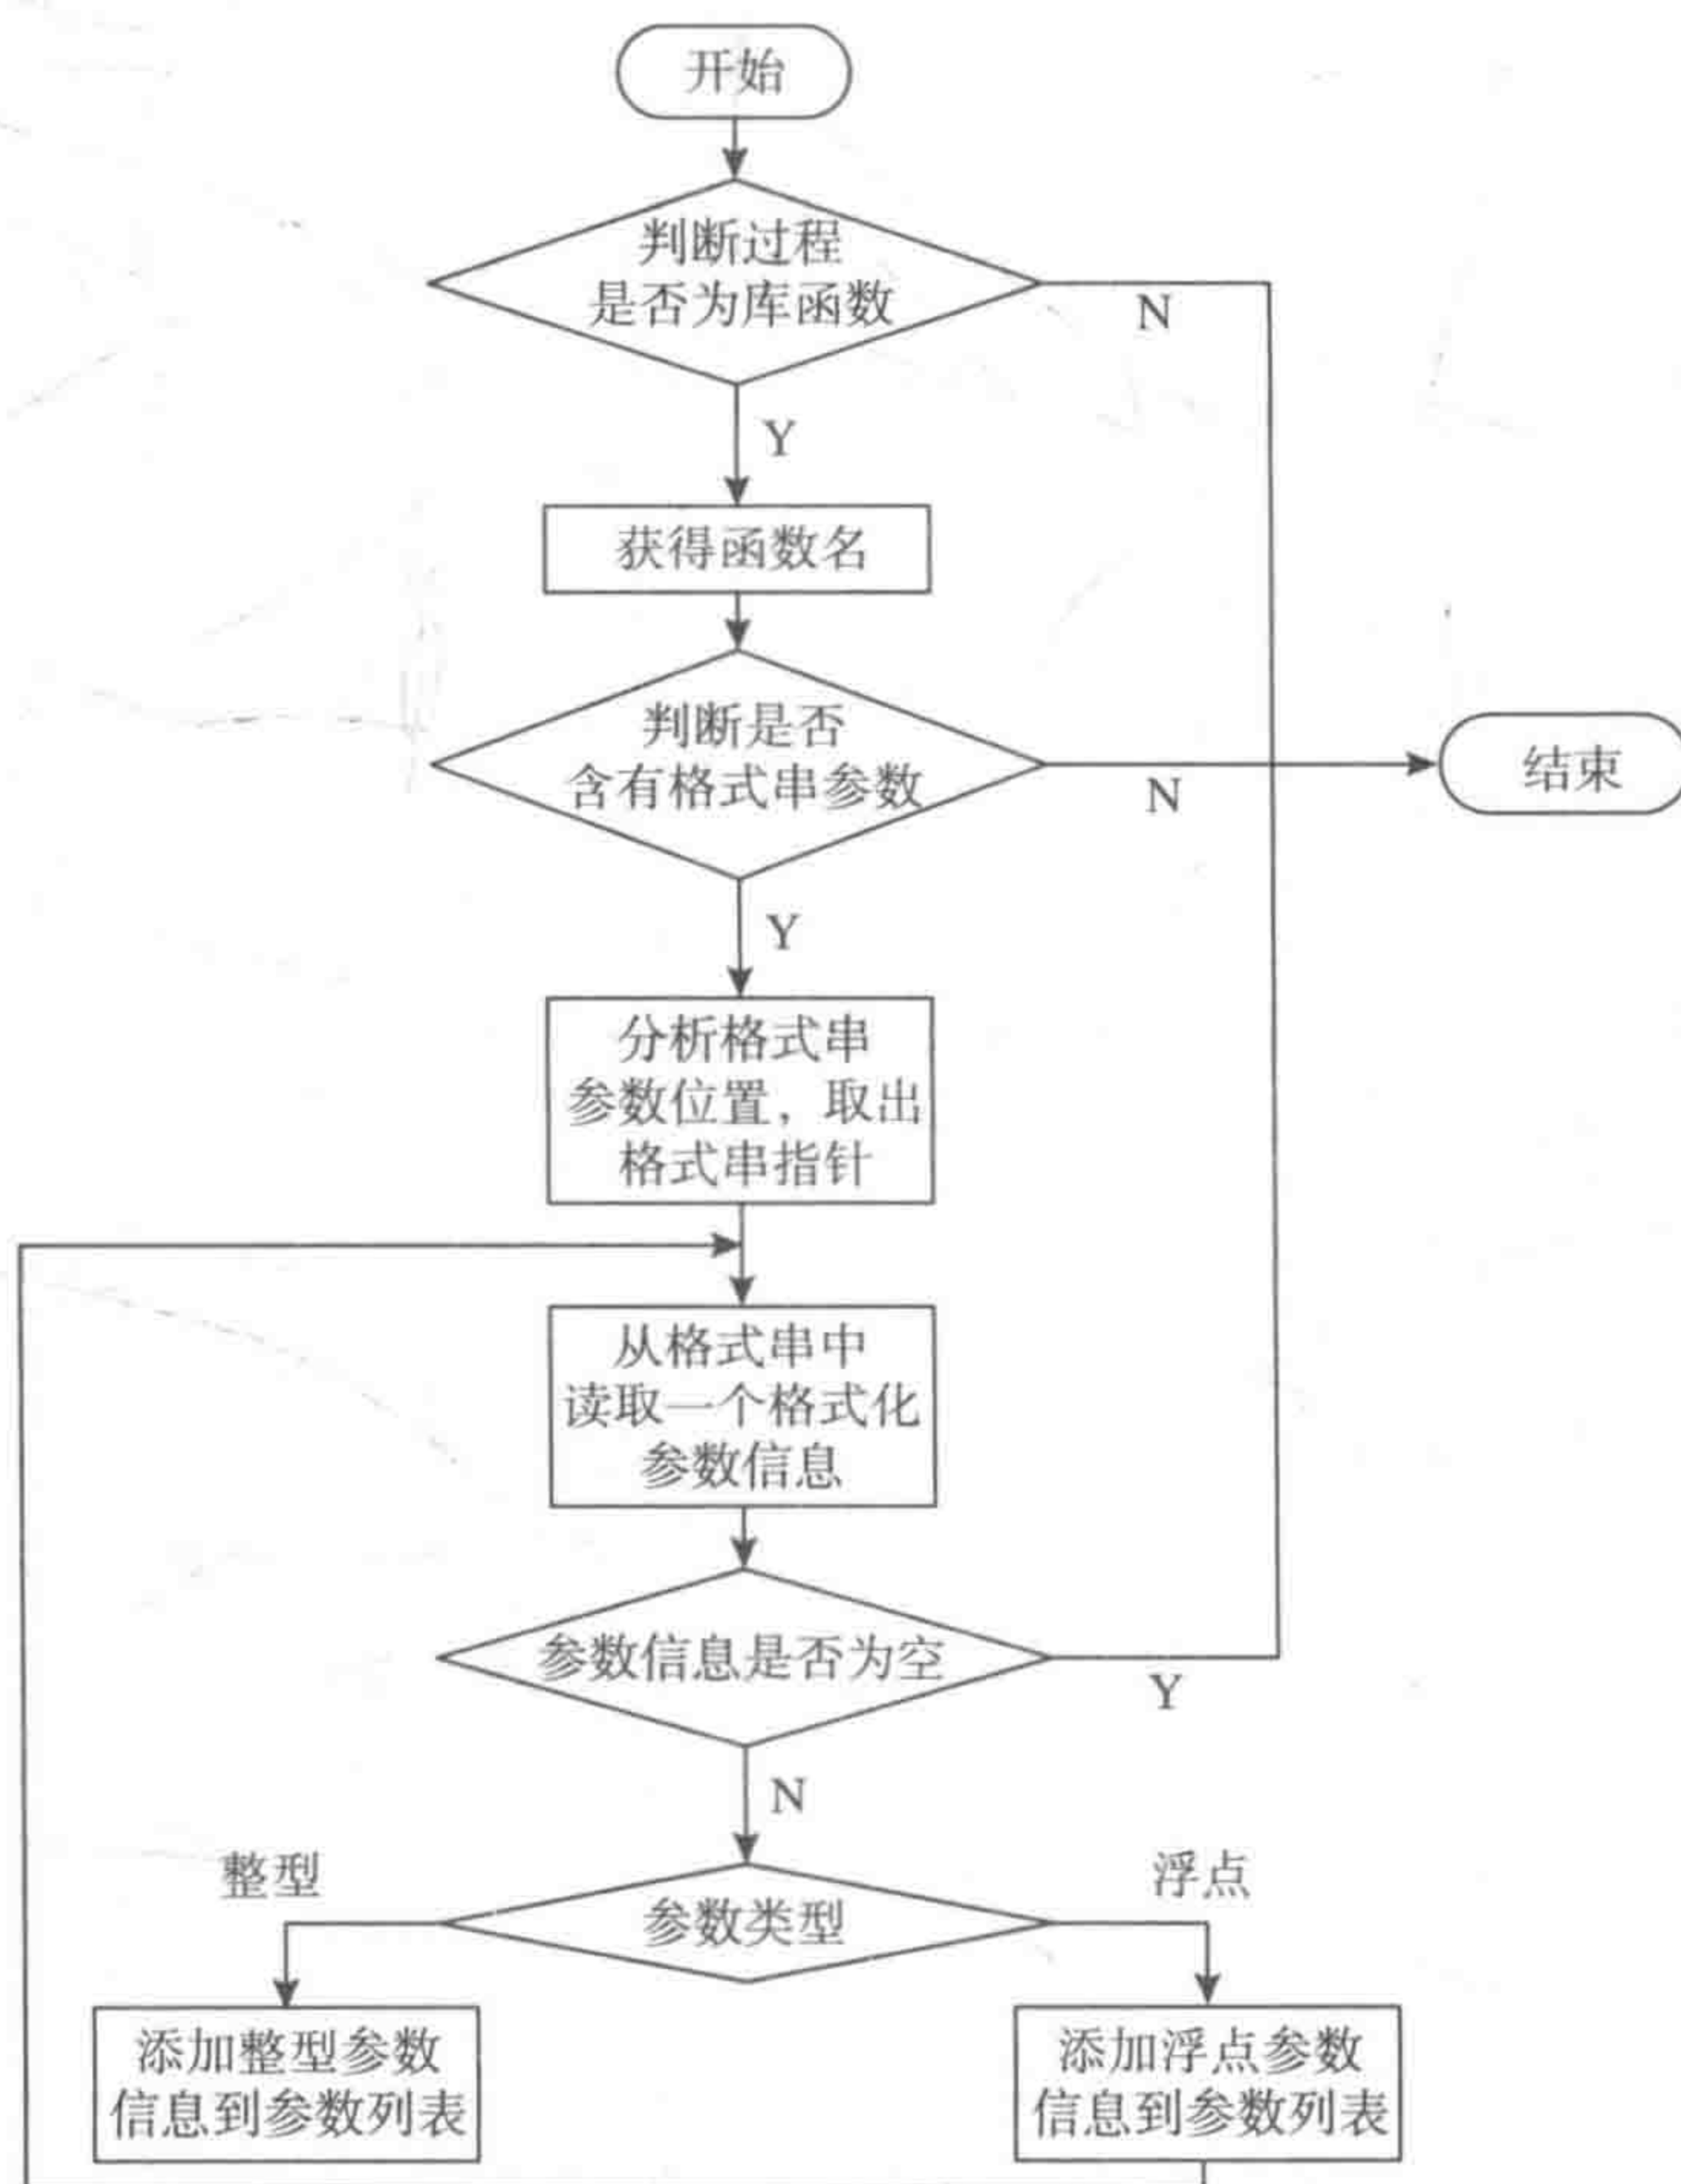 开始
判断过程
是否为库函数
N
Y
获得函数名
判断是否
含有格式串参数
N
结束
Y
分析格式串
参数位置，取出
格式串指针
从格式串中
读取一个格式化
参数信息
参数信息是否为空
Y
N
整型
浮点
参数类型
添加整型参数
信息到参数列表
添加浮点参数
信息到参数列表